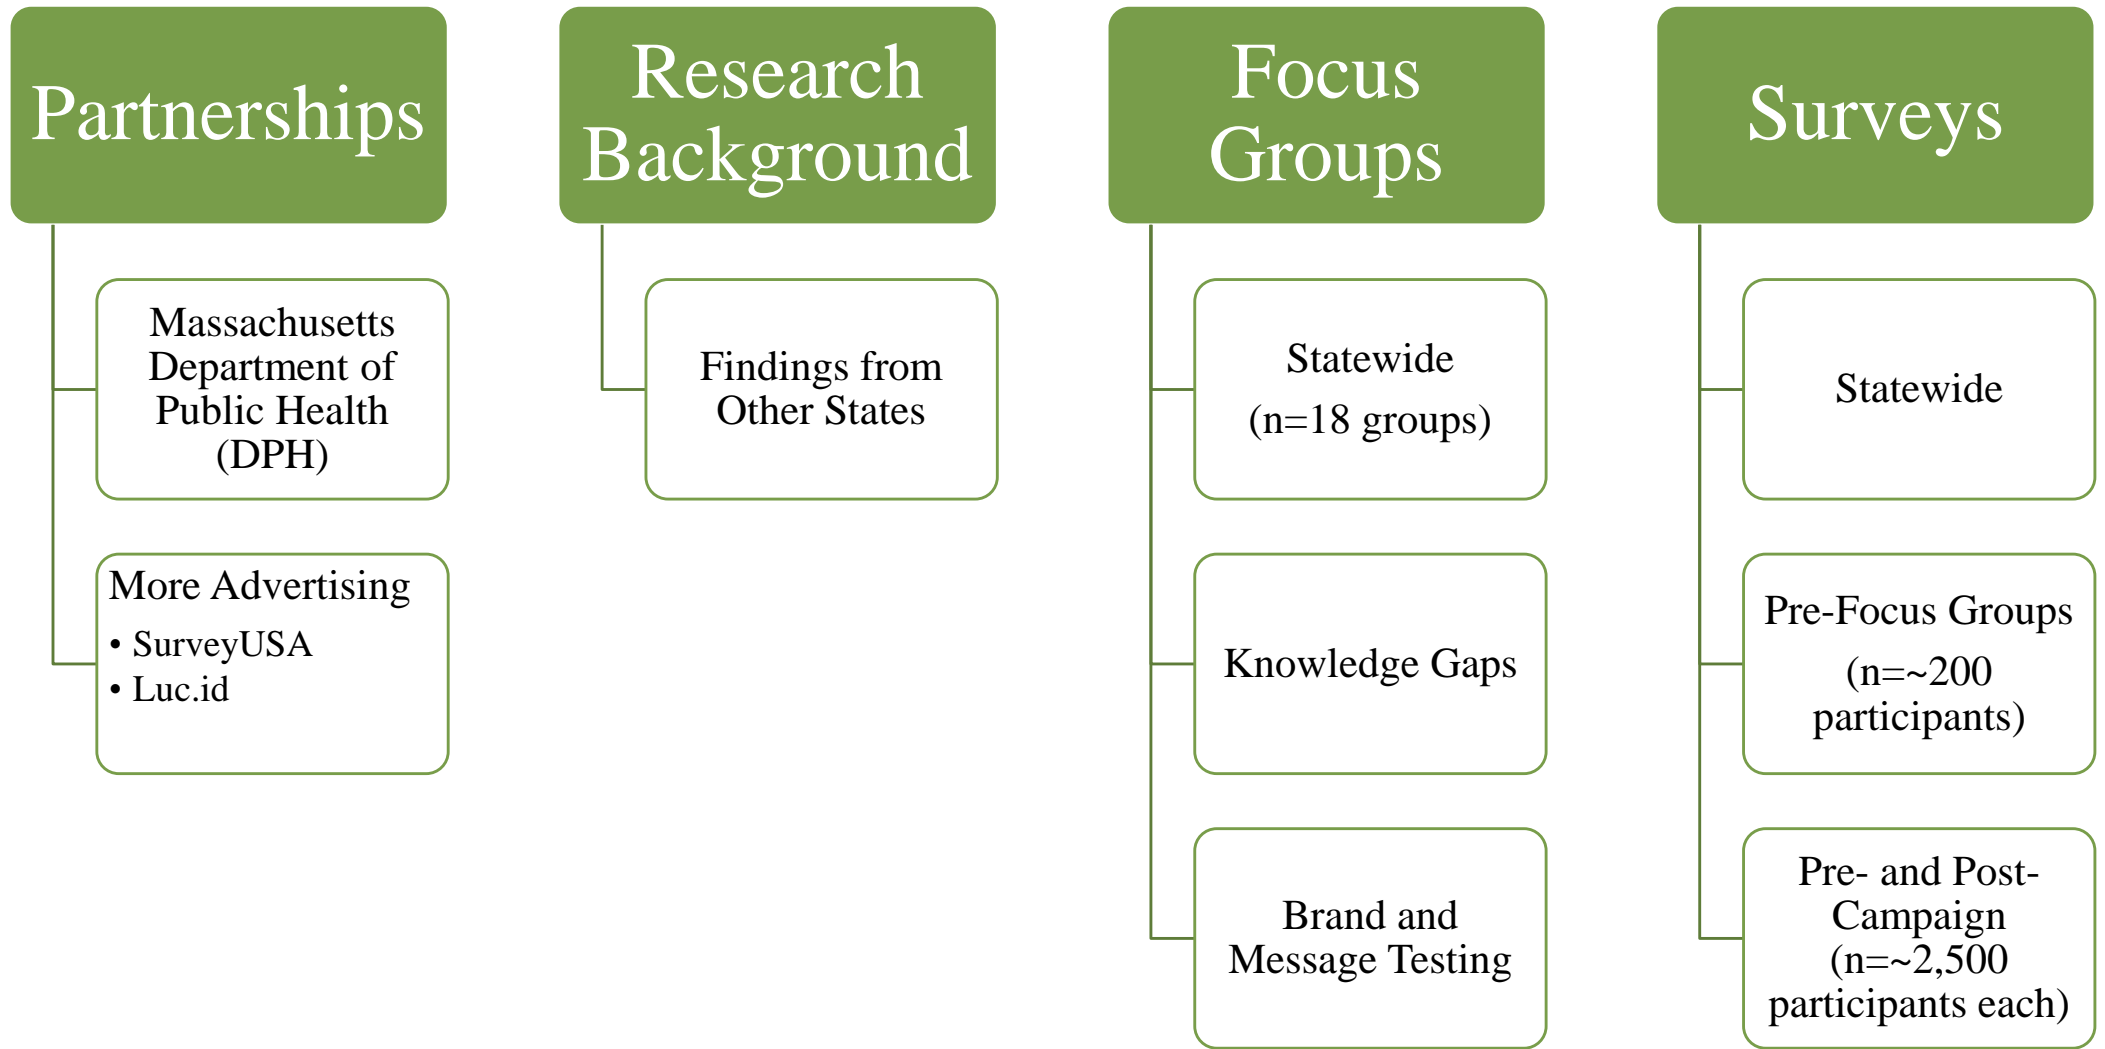 Partnerships
Massachusetts
Department of
Public Health
(DPH)
More Advertising
• SurveyUSA
• Luc.id
Research
Background
Findings from
Other States
Focus
Groups
Statewide
(n=18 groups)
Knowledge Gaps
Brand and
Message Testing
Surveys
Statewide
Pre-Focus Groups
(n=~200
participants)
Pre- and Post-
Campaign
(n=~2,500
participants each)